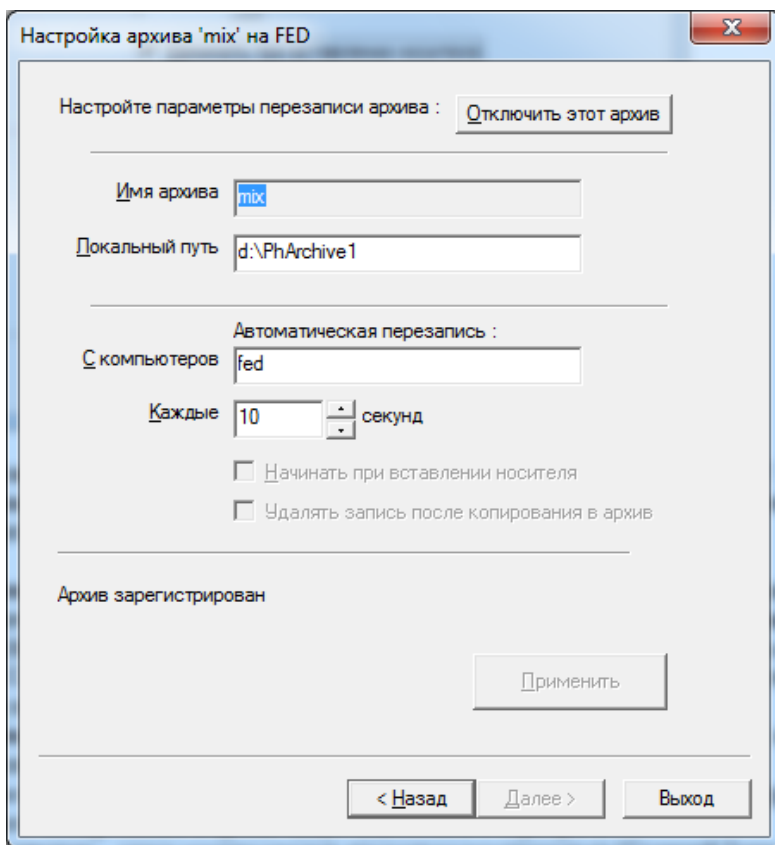 Настройка архива 'mix' на FED
Настройте параметры перезаписи архива : Отключить этот архив
Имя архива mix
Локальный путь d:\PhArchive1
Автоматическая перезапись :
С компьютеров fed
Каждые 10 секунд
Начинать при вставлении носителя
Удалять запись после копирования в архив
Архив зарегистрирован
Применить
< Назад Далее > Выход